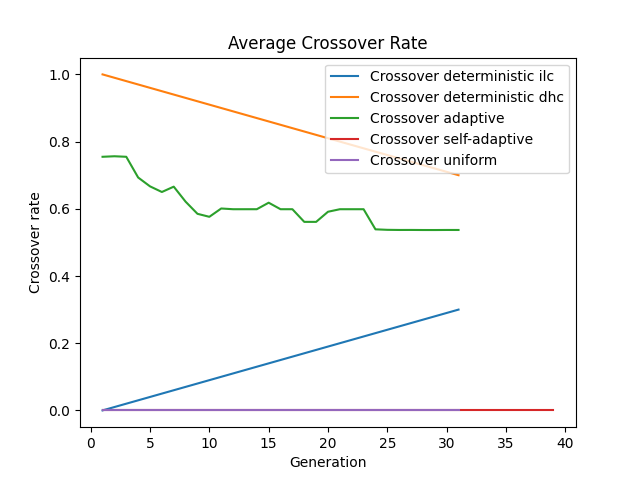 Average Crossover Rate
Crossover deterministic ilc
Crossover deterministic dhc
Crossover adaptive
Crossover self-adaptive
Crossover uniform
Crossover rate
1.0
0.8
0.6
0.4
0.2
0.0
0 5 10 15 20 25 30 35 40
Generation